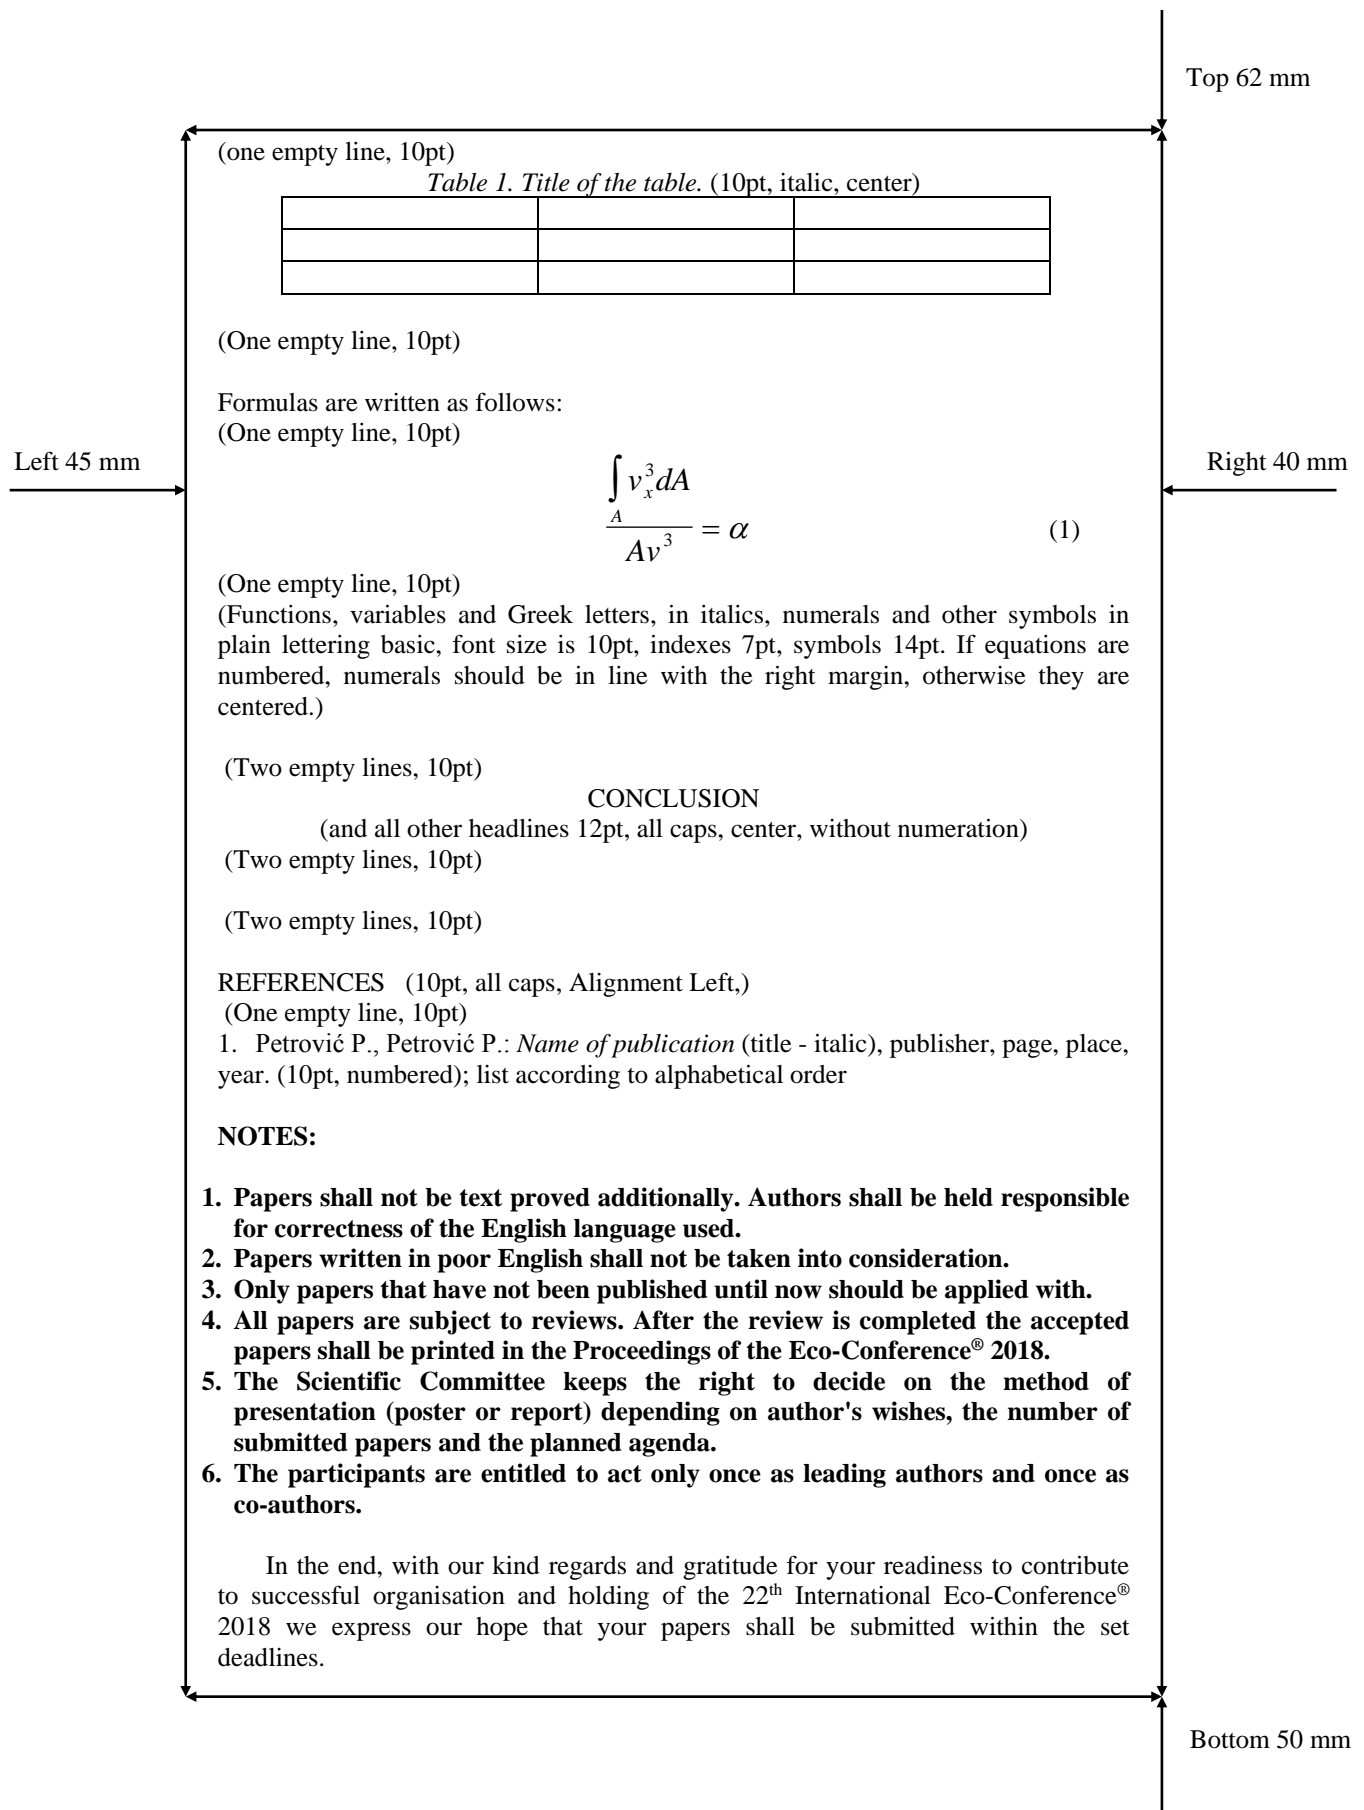 Top 62 mm
(one empty line, 10pt)
Table 1. Title of the table. (10pt, italic, center)
(One empty line, 10pt)
Formulas are written as follows:
(One empty line, 10pt)
Left 45 mm
Right 40 mm
∫_A v_x^3 dA
/ Av^3 = α (1)
(One empty line, 10pt)
(Functions, variables and Greek letters, in italics, numerals and other symbols in
plain lettering basic, font size is 10pt, indexes 7pt, symbols 14pt. If equations are
numbered, numerals should be in line with the right margin, otherwise they are
centered.)
(Two empty lines, 10pt)
CONCLUSION
(and all other headlines 12pt, all caps, center, without numeration)
(Two empty lines, 10pt)
(Two empty lines, 10pt)
REFERENCES (10pt, all caps, Alignment Left,)
(One empty line, 10pt)
1. Petrović P., Petrović P.: Name of publication (title - italic), publisher, page, place,
year. (10pt, numbered); list according to alphabetical order
NOTES:
1. Papers shall not be text proved additionally. Authors shall be held responsible
for correctness of the English language used.
2. Papers written in poor English shall not be taken into consideration.
3. Only papers that have not been published until now should be applied with.
4. All papers are subject to reviews. After the review is completed the accepted
papers shall be printed in the Proceedings of the Eco-Conference® 2018.
5. The Scientific Committee keeps the right to decide on the method of
presentation (poster or report) depending on author's wishes, the number of
submitted papers and the planned agenda.
6. The participants are entitled to act only once as leading authors and once as
co-authors.
In the end, with our kind regards and gratitude for your readiness to contribute
to successful organisation and holding of the 22th International Eco-Conference®
2018 we express our hope that your papers shall be submitted within the set
deadlines.
Bottom 50 mm